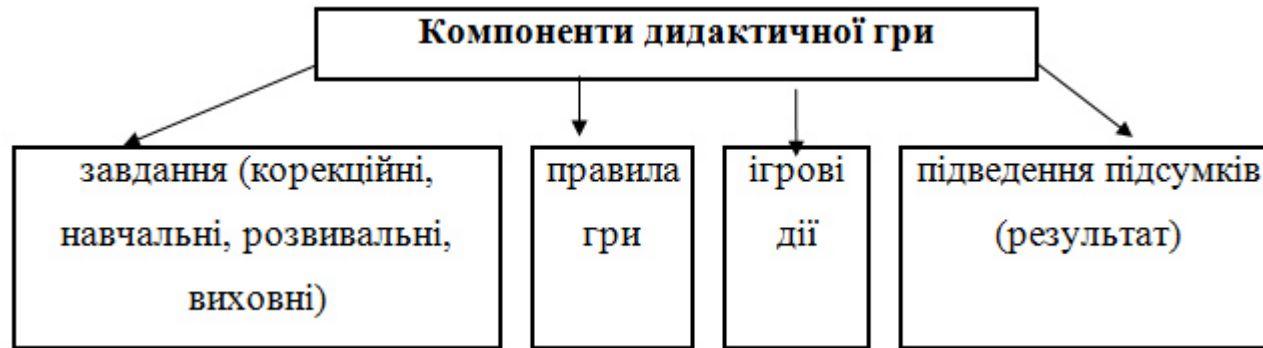 Компоненти дидактичної гри
завдання (корекційні,
навчальні, розвивальні,
виховні)
правила
гри
ігрові
дії
підведення підсумків
(результат)